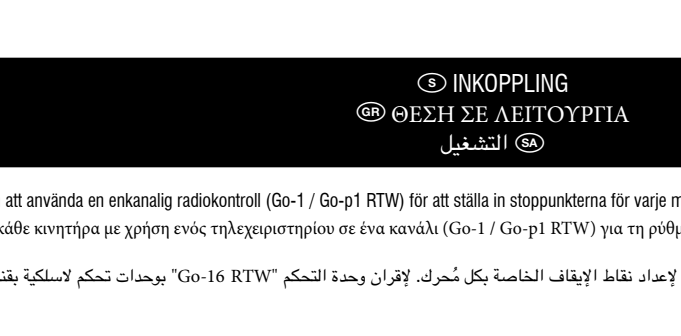 S INKOPPLING
GR ΘΕΣΗ ΣΕ ΛΕΙΤΟΥΡΓΙΑ
SA التشغيل
att använda en enkanalig radiokontroll (Go-1 / Go-p1 RTW) för att ställa in stoppunkterna för varje
κάθε κινητήρα με χρήση ενός τηλεχειριστηρίου σε ένα κανάλι (Go-1 / Go-p1 RTW) για τη
لإعداد نقاط الإيقاف الخاصة بكل مُحرك. لإقران وحدة التحكم "Go-16 RTW" بوحدات تحكم لاسلكية